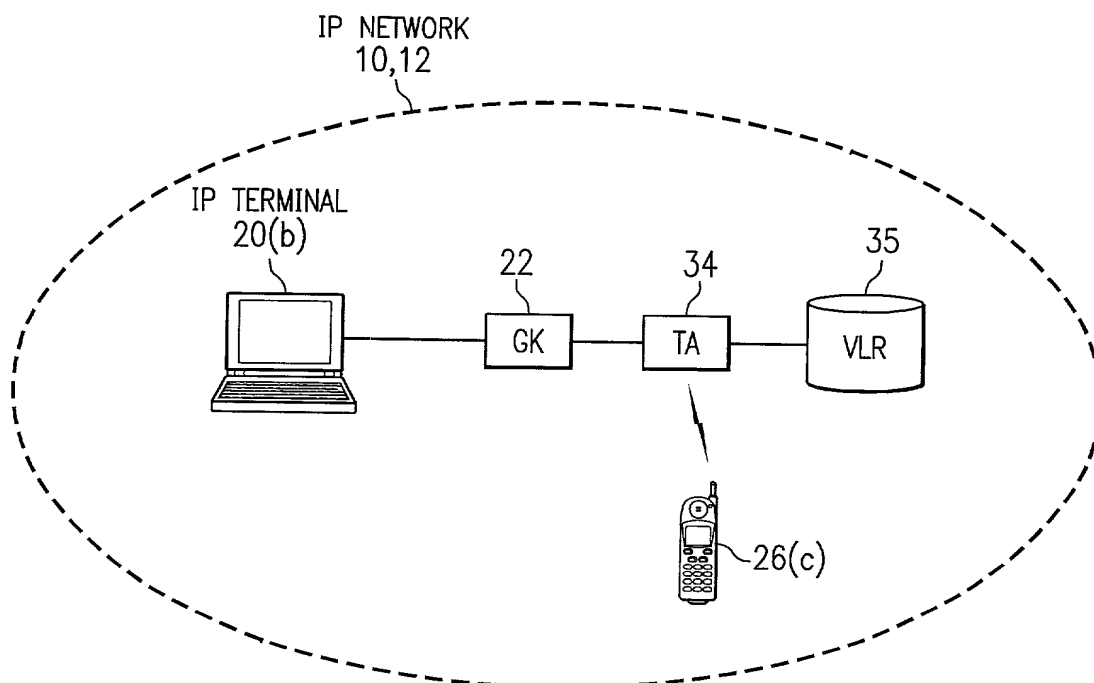 IP NETWORK
10,12
IP TERMINAL
20(b)
22
34
35
GK
TA
VLR
26(c)